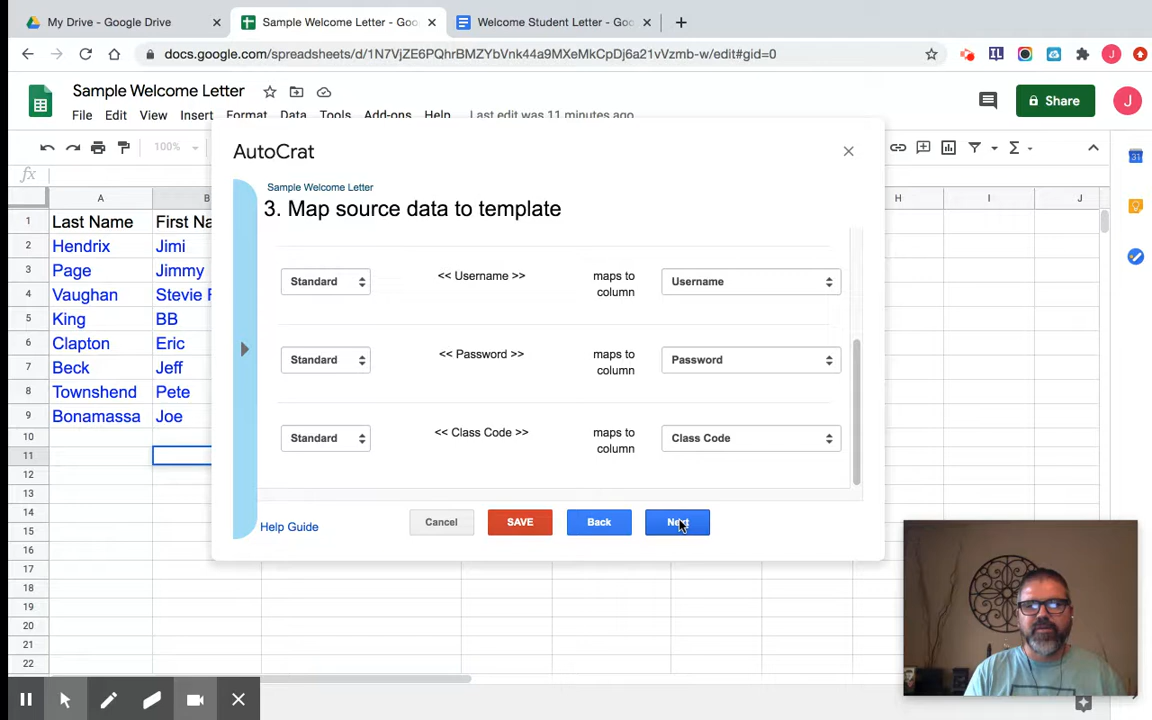 My Drive - Google Drive
Sample Welcome Letter - Goo
Welcome Student Letter - Goo
docs.google.com/spreadsheets/d/1N7VjZE6PQhrBMZYbVnk44a9MXeMkCpDj6a21vVzmb-w/edit#gid=0
Sample Welcome Letter
Share
J
File Edit View Insert Format Data Tools Add-ons Help Last edit was 11 minutes ago
100%
fx
A B H I J
1 Last Name First Na
2 Hendrix Jimi
3 Page Jimmy
4 Vaughan Stevie R
5 King BB
6 Clapton Eric
7 Beck Jeff
8 Townshend Pete
9 Bonamassa Joe
10
11
12
13
14
15
16
17
18
19
20
21
22
AutoCrat
Sample Welcome Letter
3. Map source data to template
Standard << Username >> maps to column Username
Standard << Password >> maps to column Password
Standard << Class Code >> maps to column Class Code
Help Guide
Cancel SAVE Back Next